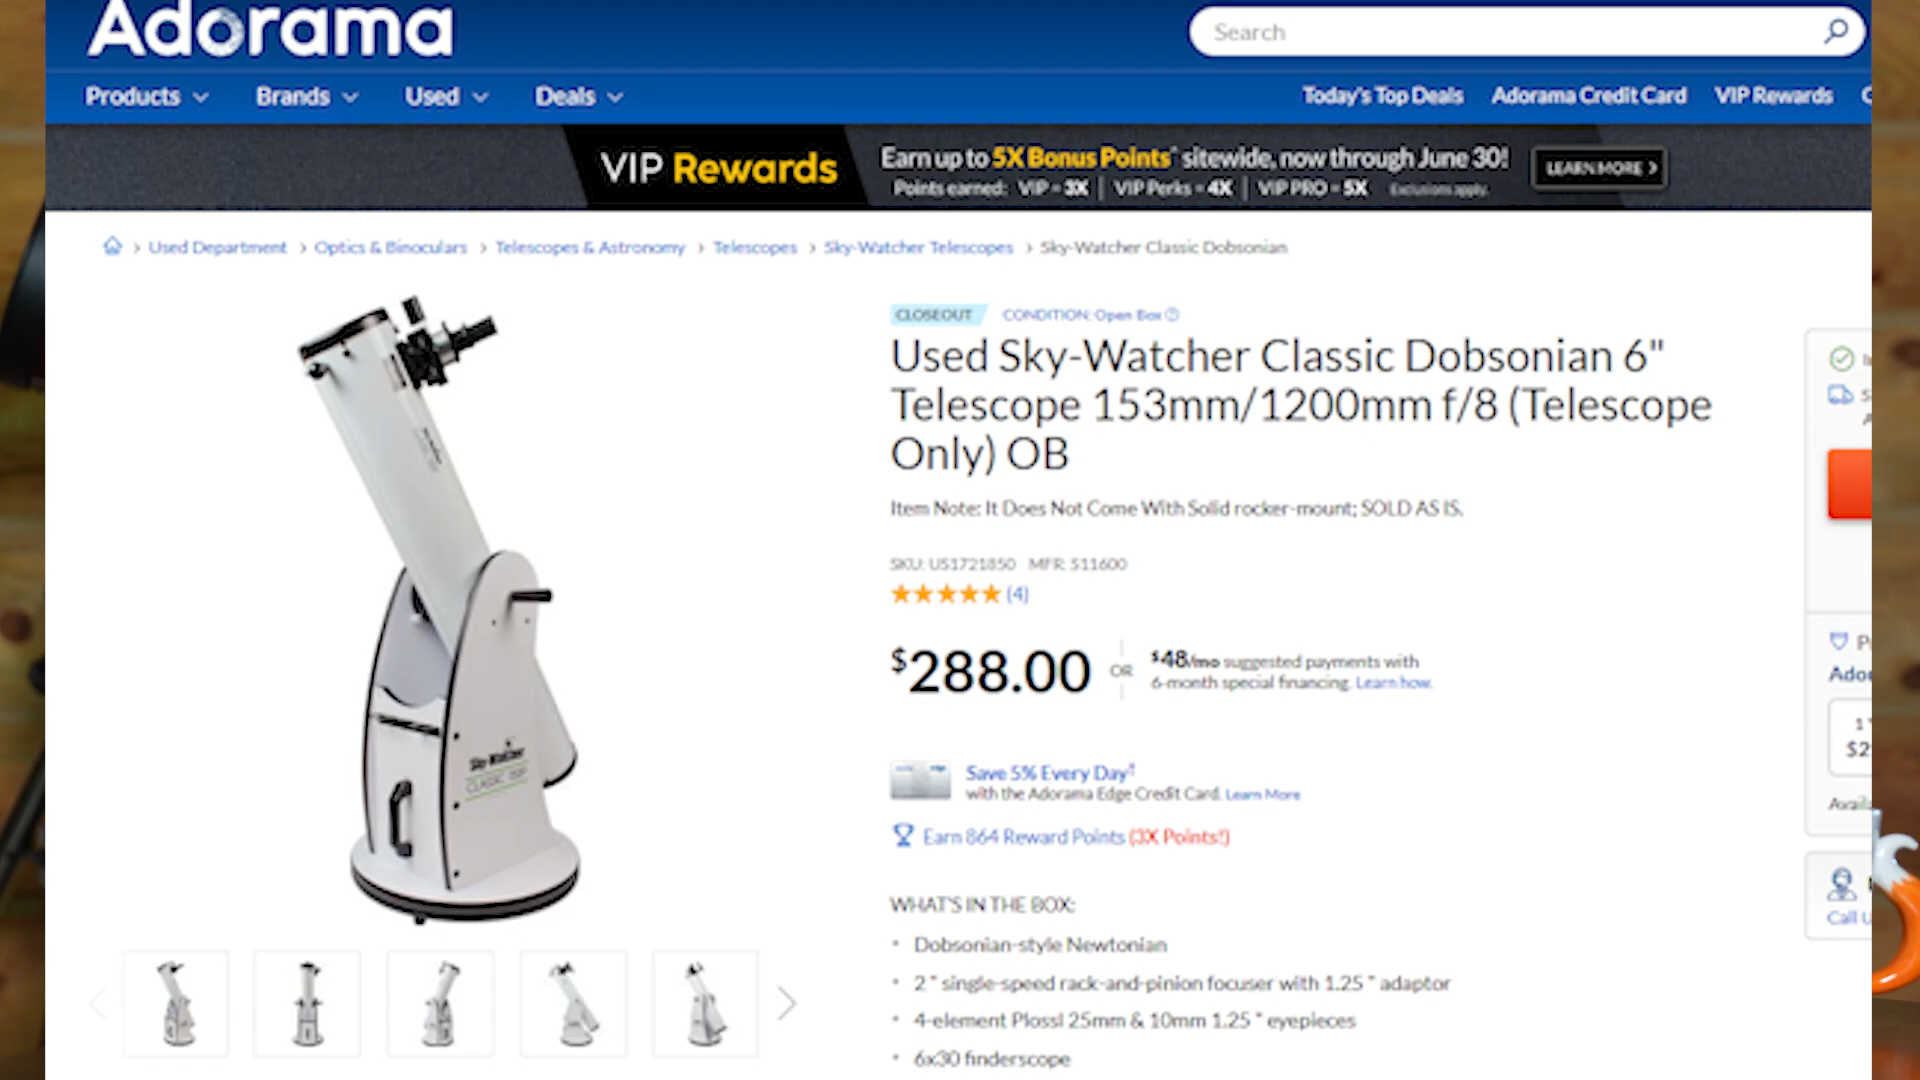 Adorama
Search
Products
Brands
Used
Deals
Today's Top Deals
Adorama Credit Card
VIP Rewards
VIP Rewards
Earn up to 5X Bonus Points* sitewide, now through June 30!
Points earned: VIP = 3X | VIP Perks = 4X | VIP PRO = 5X Exclusions apply.
LEARN MORE >
> Used Department > Optics & Binoculars > Telescopes & Astronomy > Telescopes > Sky-Watcher Telescopes > Sky-Watcher Classic Dobsonian
CLOSEOUT CONDITION: Open Box
Used Sky-Watcher Classic Dobsonian 6"
Telescope 153mm/1200mm f/8 (Telescope
Only) OB
Item Note: It Does Not Come With Solid rocker-mount; SOLD AS IS.
SKU: US1721850 MFR: S11600
(4)
$288.00
OR
$48/mo suggested payments with
6-month special financing. Learn how.
Save 5% Every Day‡
with the Adorama Edge Credit Card. Learn More
Earn 864 Reward Points (3X Points!)
WHAT'S IN THE BOX:
• Dobsonian-style Newtonian
• 2 " single-speed rack-and-pinion focuser with 1.25 " adaptor
• 4-element Plossl 25mm & 10mm 1.25 " eyepieces
• 6x30 finderscope
Sky-Watcher
CLASSIC
Call U